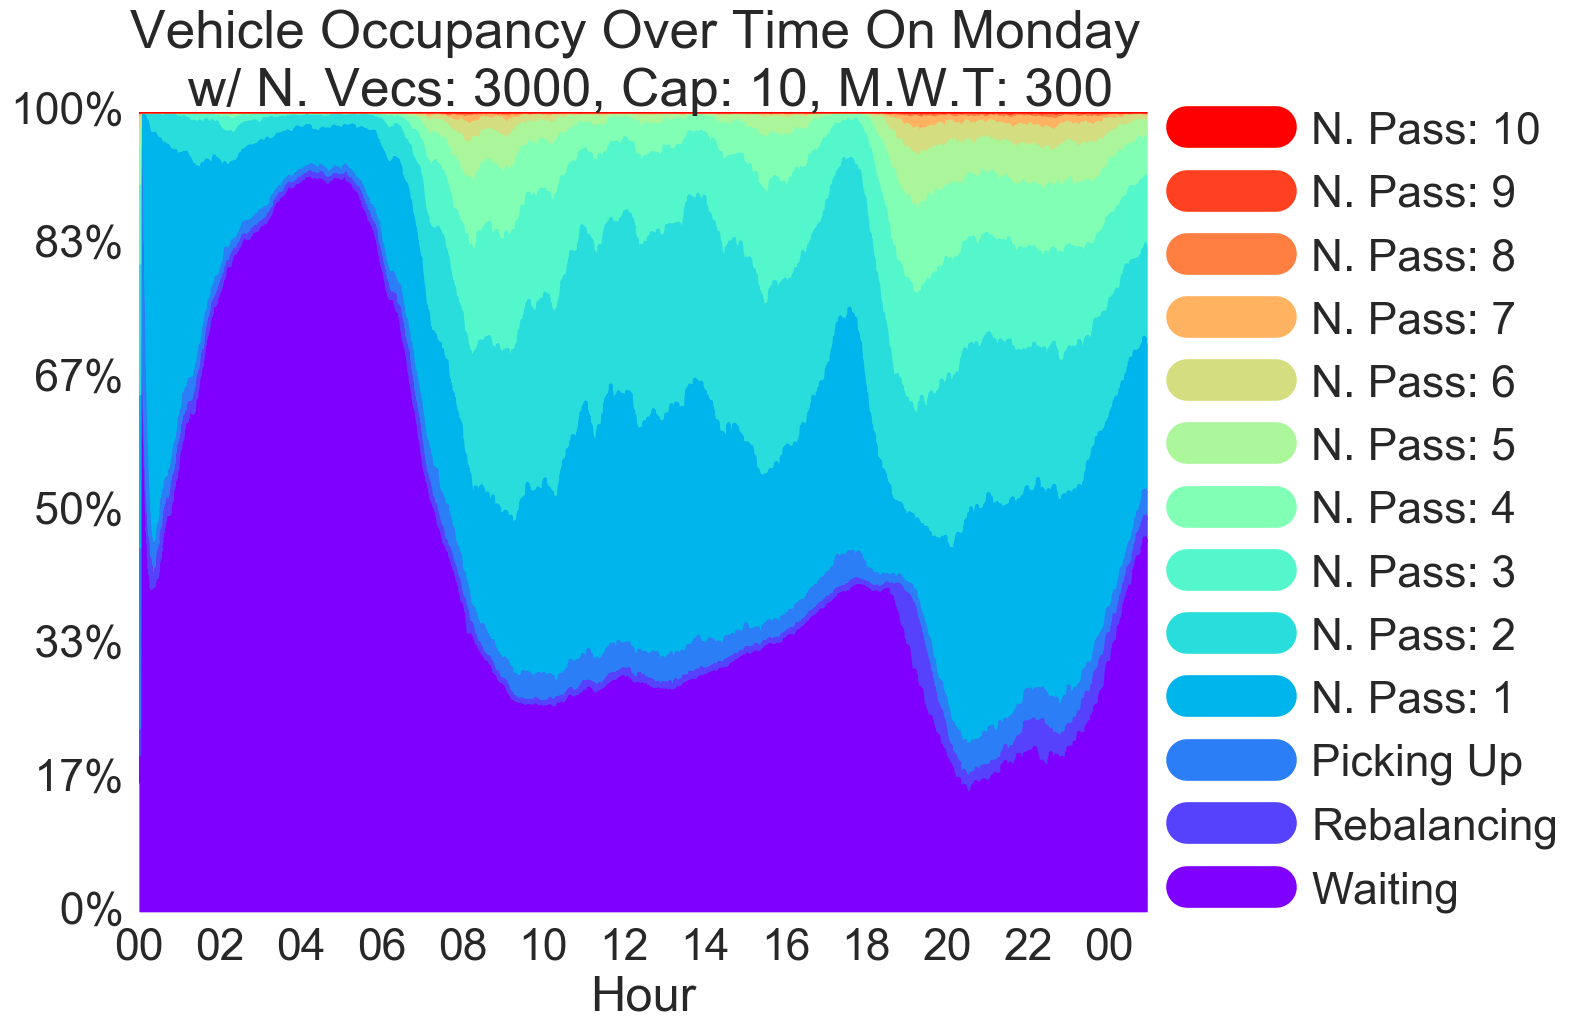 Vehicle Occupancy Over Time On Monday
w/ N. Vecs: 3000, Cap: 10, M.W.T: 300
100%
83%
67%
50%
33%
17%
0%
00 02 04 06 08 10 12 14 16 18 20 22 00
Hour
N. Pass: 10
N. Pass: 9
N. Pass: 8
N. Pass: 7
N. Pass: 6
N. Pass: 5
N. Pass: 4
N. Pass: 3
N. Pass: 2
N. Pass: 1
Picking Up
Rebalancing
Waiting